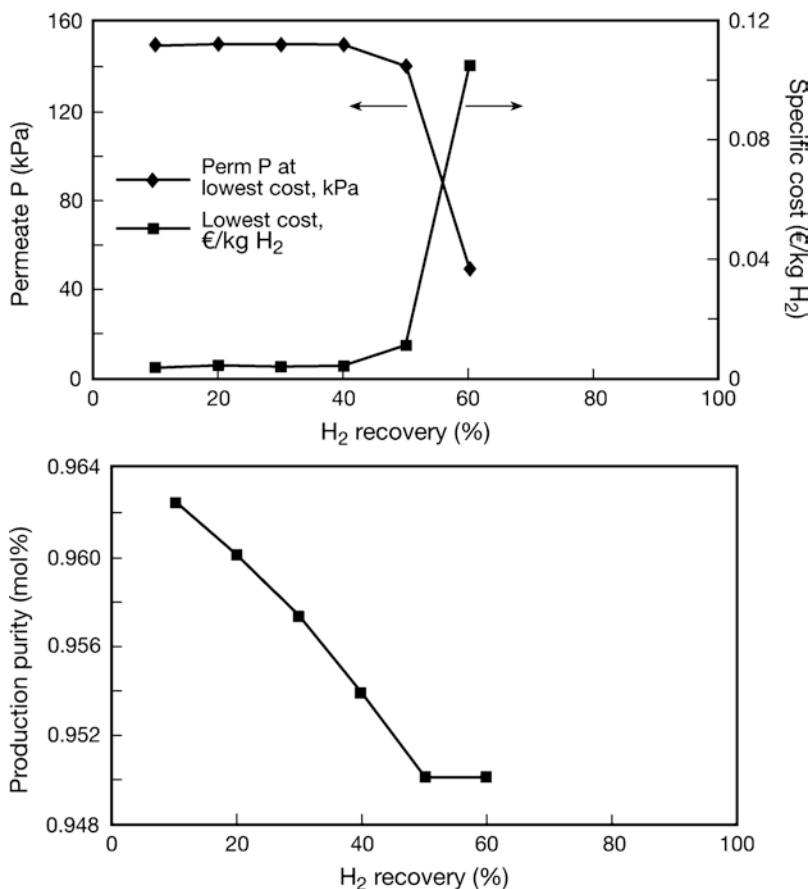 160
120
80
40
0
Permeate P (kPa)
Perm P at
lowest cost, kPa
Lowest cost,
€/kg H2
0.12
0.08
0.04
0
Specific cost (€/kg H2)
0
20
40
60
80
100
H2 recovery (%)
0.964
0.960
0.956
0.952
0.948
Production purity (mol%)
0
20
40
60
80
100
H2 recovery (%)